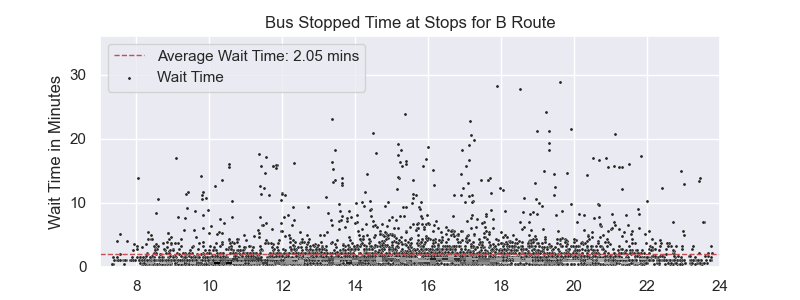 Bus Stopped Time at Stops for B Route
Average Wait Time: 2.05 mins
Wait Time
Wait Time in Minutes
30
20
10
0
8 10 12 14 16 18 20 22 24